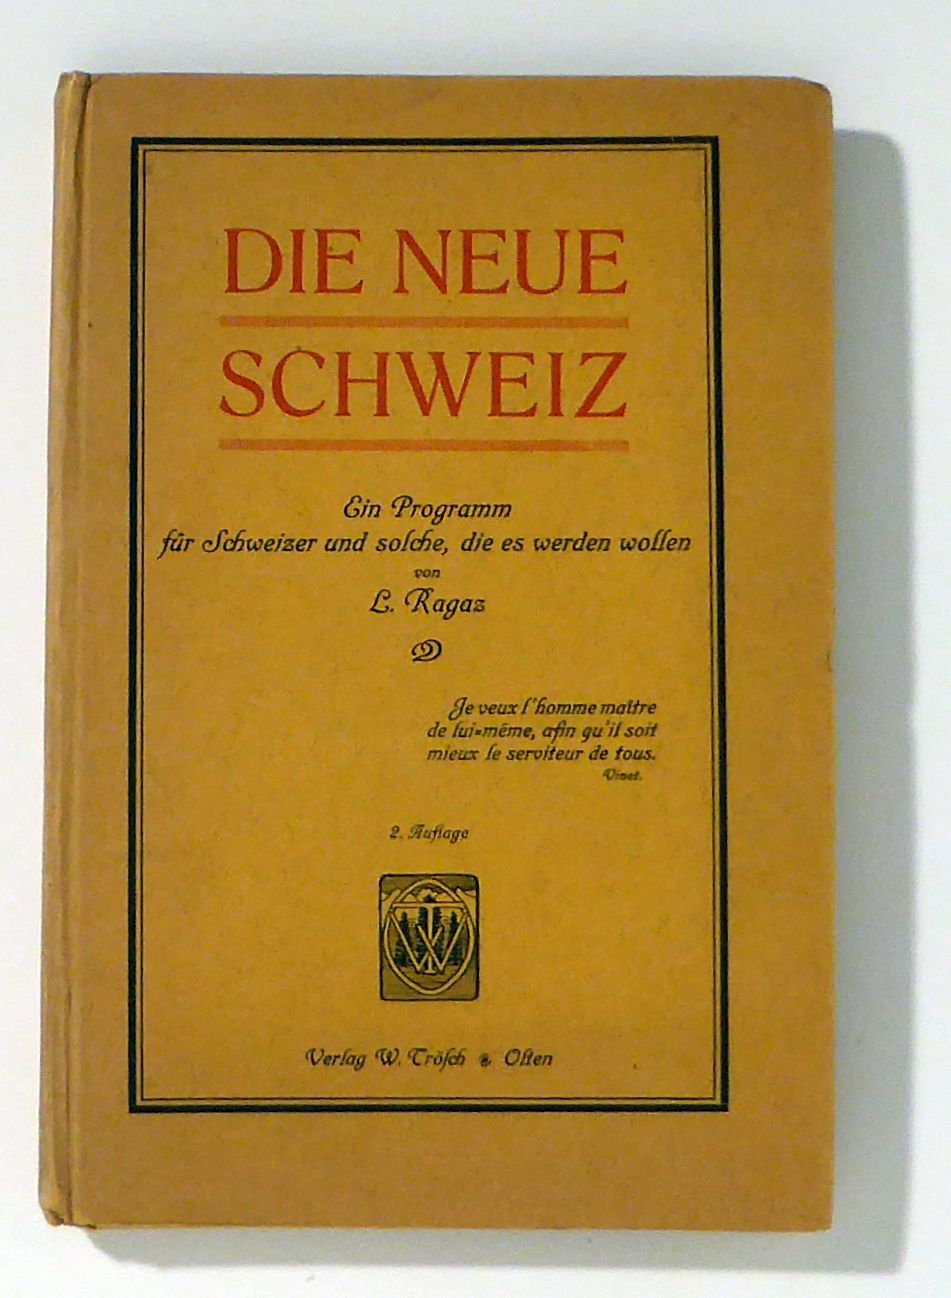 DIE NEUE
SCHWEIZ
Ein Programm
für Schweizer und solche, die es werden wollen
von
L. Ragaz
Je veux l'homme maître
de lui=même, afin qu'il soit
mieux le serviteur de tous.
Vinet.
2. Auflage
WTV
Verlag W. Trösch Olten